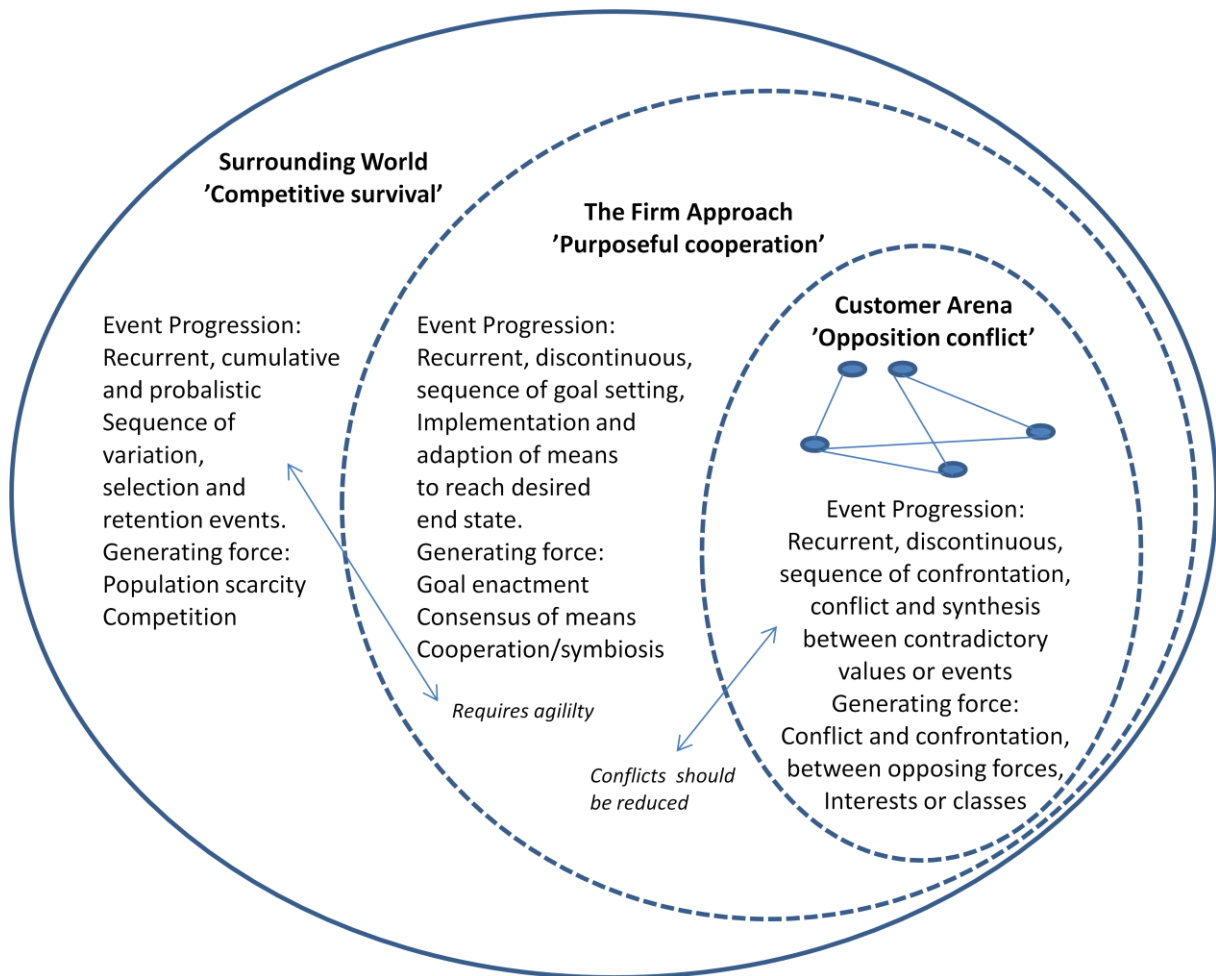 Surrounding World
’Competitive survival’
Event Progression:
Recurrent, cumulative
and probalistic
Sequence of
variation,
selection and
retention events.
Generating force:
Population scarcity
Competition
The Firm Approach
’Purposeful cooperation’
Event Progression:
Recurrent, discontinuous,
sequence of goal setting,
Implementation and
adaption of means
to reach desired
end state.
Generating force:
Goal enactment
Consensus of means
Cooperation/symbiosis
Requires agililty
Conflicts should
be reduced
Customer Arena
’Opposition conflict’
Event Progression:
Recurrent, discontinuous,
sequence of confrontation,
conflict and synthesis
between contradictory
values or events
Generating force:
Conflict and confrontation,
between opposing forces,
Interests or classes